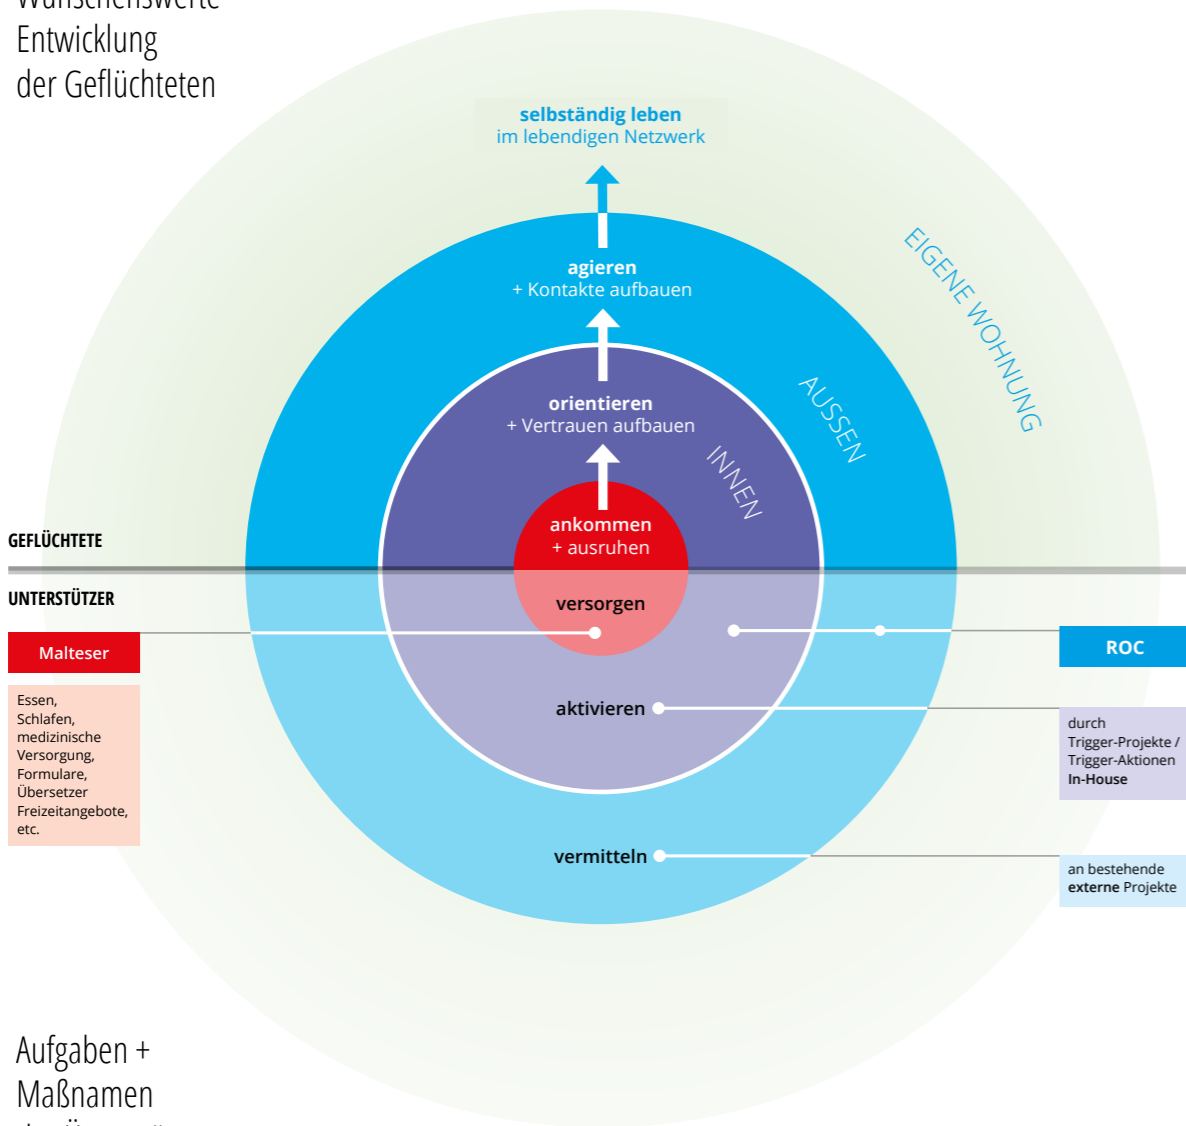 Wünschenswerte
Entwicklung
der Geflüchteten
selbständig leben
im lebendigen Netzwerk
EIGENE WOHNUNG
agieren
+ Kontakte aufbauen
AUSSEN
orientieren
+ Vertrauen aufbauen
INNEN
ankommen
+ ausruhen
GEFLÜCHTETE
UNTERSTÜTZER
versorgen
Malteser
Essen,
Schlafen,
medizinische
Versorgung,
Formulare,
Übersetzer
Freizeitangebote,
etc.
ROC
aktivieren
durch
Trigger-Projekte /
Trigger-Aktionen
In-House
vermitteln
an bestehende
externe Projekte
Aufgaben +
Maßnamen